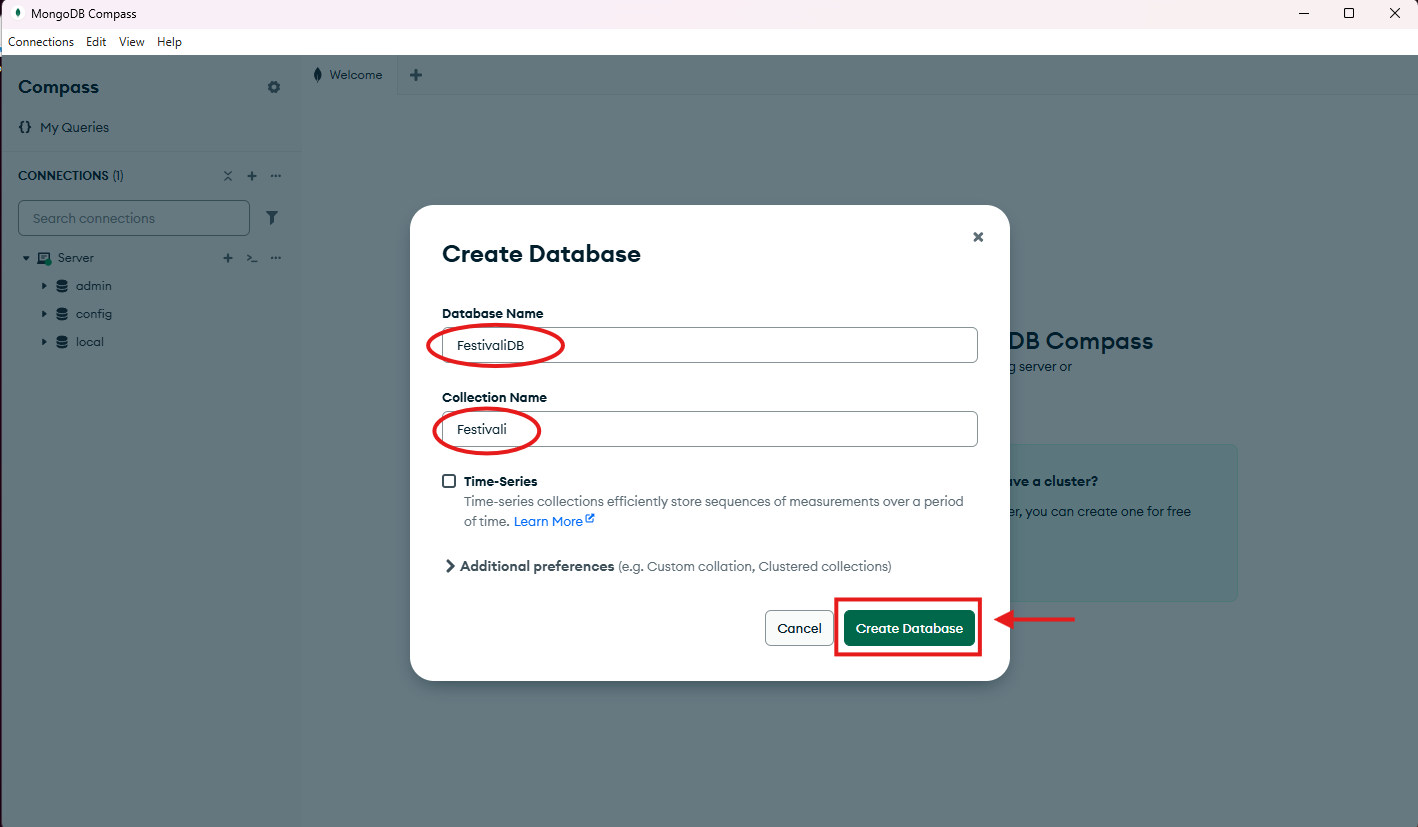 MongoDB Compass
Connections Edit View Help
Compass
Welcome
{} My Queries
CONNECTIONS (1)
Search connections
Server
admin
config
local
Create Database
Database Name
FestivaliDB
Collection Name
Festivali
Time-Series
Time-series collections efficiently store sequences of measurements over a period
of time. Learn More
Additional preferences (e.g. Custom collation, Clustered collections)
Cancel
Create Database
DB Compass
server or
a cluster?
you can create one for free